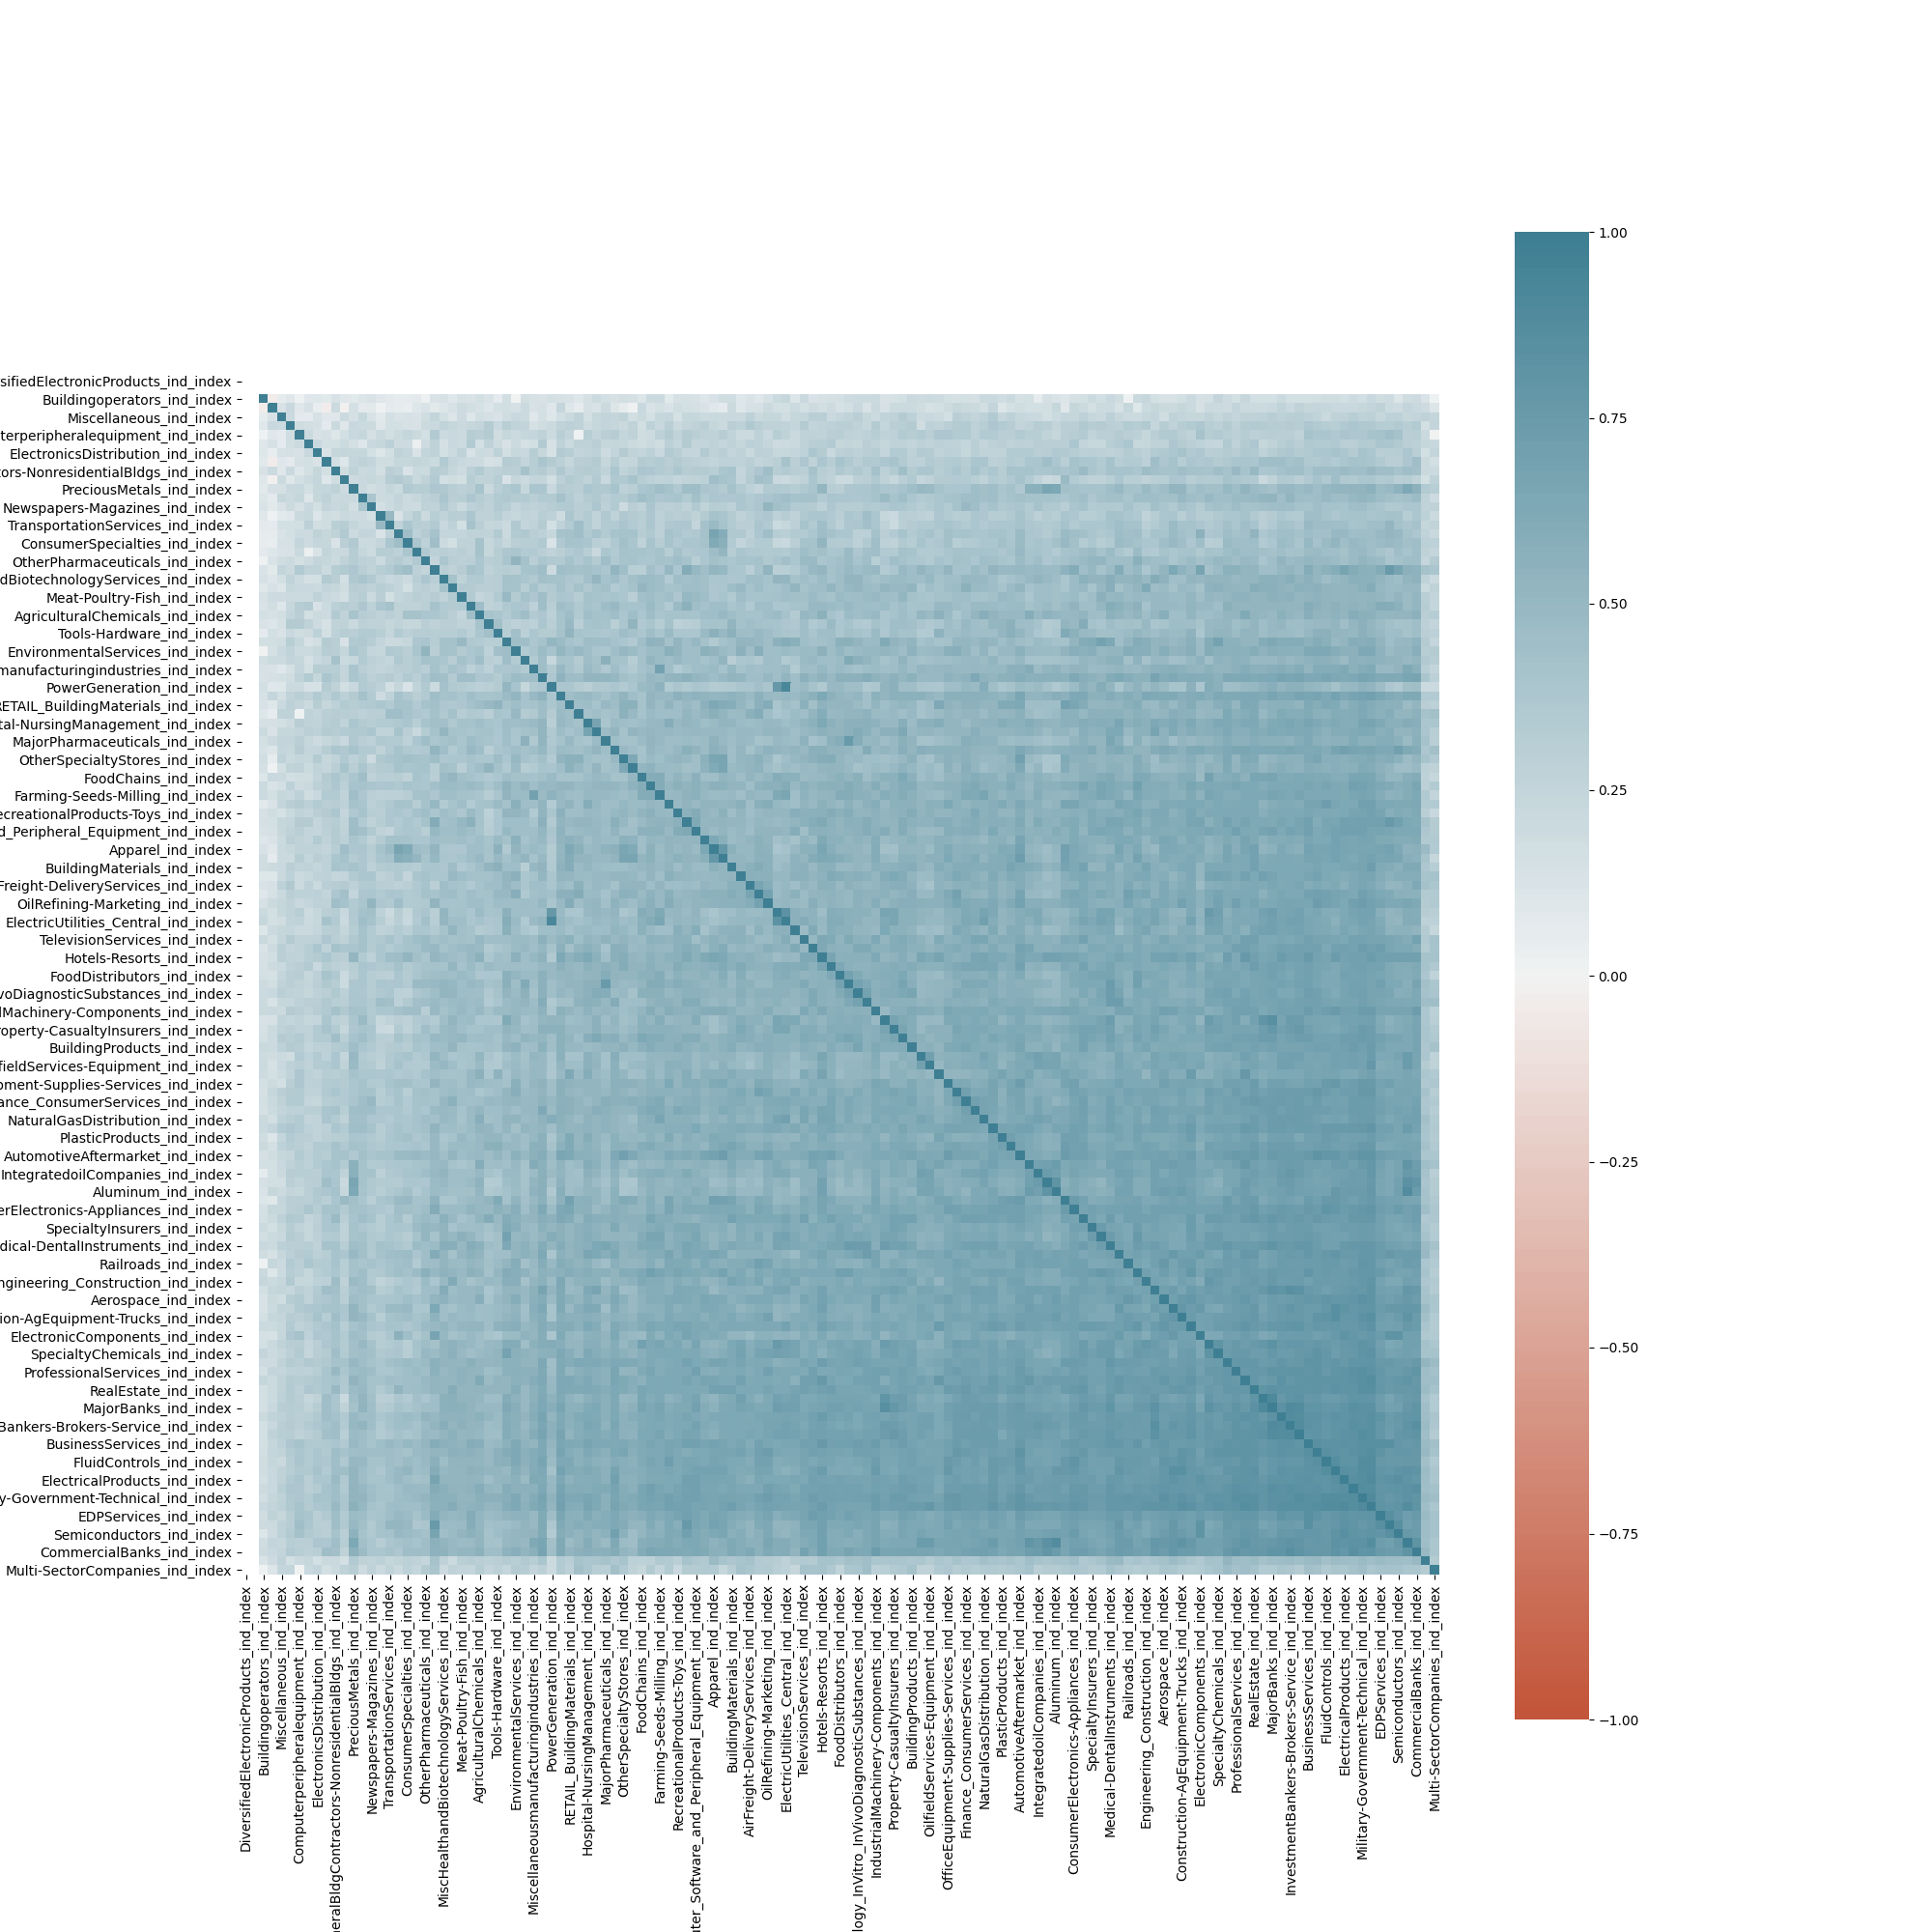 sifiedElectronicProducts_ind_index
Buildingoperators_ind_index
Miscellaneous_ind_index
terperipheralequipment_ind_index
ElectronicsDistribution_ind_index
tors-NonresidentialBldgs_ind_index
PreciousMetals_ind_index
Newspapers-Magazines_ind_index
TransportationServices_ind_index
ConsumerSpecialties_ind_index
OtherPharmaceuticals_ind_index
dBiotechnologyServices_ind_index
Meat-Poultry-Fish_ind_index
AgriculturalChemicals_ind_index
Tools-Hardware_ind_index
EnvironmentalServices_ind_index
manufacturingindustries_ind_index
PowerGeneration_ind_index
RETAIL_BuildingMaterials_ind_index
tal-NursingManagement_ind_index
MajorPharmaceuticals_ind_index
OtherSpecialtyStores_ind_index
FoodChains_ind_index
Farming-Seeds-Milling_ind_index
ecreationalProducts-Toys_ind_index
d_Peripheral_Equipment_ind_index
Apparel_ind_index
BuildingMaterials_ind_index
Freight-DeliveryServices_ind_index
OilRefining-Marketing_ind_index
ElectricUtilities_Central_ind_index
TelevisionServices_ind_index
Hotels-Resorts_ind_index
FoodDistributors_ind_index
voDiagnosticSubstances_ind_index
lMachinery-Components_ind_index
roperty-CasualtyInsurers_ind_index
BuildingProducts_ind_index
fieldServices-Equipment_ind_index
pment-Supplies-Services_ind_index
ance_ConsumerServices_ind_index
NaturalGasDistribution_ind_index
PlasticProducts_ind_index
AutomotiveAftermarket_ind_index
IntegratedoilCompanies_ind_index
Aluminum_ind_index
erElectronics-Appliances_ind_index
SpecialtyInsurers_ind_index
dical-DentalInstruments_ind_index
Railroads_ind_index
ngineering_Construction_ind_index
Aerospace_ind_index
ion-AgEquipment-Trucks_ind_index
ElectronicComponents_ind_index
SpecialtyChemicals_ind_index
ProfessionalServices_ind_index
RealEstate_ind_index
MajorBanks_ind_index
Bankers-Brokers-Service_ind_index
BusinessServices_ind_index
FluidControls_ind_index
ElectricalProducts_ind_index
y-Government-Technical_ind_index
EDPServices_ind_index
Semiconductors_ind_index
CommercialBanks_ind_index
Multi-SectorCompanies_ind_index
DiversifiedElectronicProducts_ind_index
Buildingoperators_ind_index
Miscellaneous_ind_index
Computerperipheralequipment_ind_index
ElectronicsDistribution_ind_index
neralBldgContractors-NonresidentialBldgs_ind_index
PreciousMetals_ind_index
Newspapers-Magazines_ind_index
TransportationServices_ind_index
ConsumerSpecialties_ind_index
OtherPharmaceuticals_ind_index
MiscHealthandBiotechnologyServices_ind_index
Meat-Poultry-Fish_ind_index
AgriculturalChemicals_ind_index
Tools-Hardware_ind_index
EnvironmentalServices_ind_index
Miscellaneousmanufacturingindustries_ind_index
PowerGeneration_ind_index
RETAIL_BuildingMaterials_ind_index
Hospital-NursingManagement_ind_index
MajorPharmaceuticals_ind_index
OtherSpecialtyStores_ind_index
FoodChains_ind_index
Farming-Seeds-Milling_ind_index
RecreationalProducts-Toys_ind_index
uter_Software_and_Peripheral_Equipment_ind_index
Apparel_ind_index
BuildingMaterials_ind_index
AirFreight-DeliveryServices_ind_index
OilRefining-Marketing_ind_index
ElectricUtilities_Central_ind_index
TelevisionServices_ind_index
Hotels-Resorts_ind_index
FoodDistributors_ind_index
logy_InVitro_InVivoDiagnosticSubstances_ind_index
IndustrialMachinery-Components_ind_index
Property-CasualtyInsurers_ind_index
BuildingProducts_ind_index
OilfieldServices-Equipment_ind_index
OfficeEquipment-Supplies-Services_ind_index
Finance_ConsumerServices_ind_index
NaturalGasDistribution_ind_index
PlasticProducts_ind_index
AutomotiveAftermarket_ind_index
IntegratedoilCompanies_ind_index
Aluminum_ind_index
ConsumerElectronics-Appliances_ind_index
SpecialtyInsurers_ind_index
Medical-DentalInstruments_ind_index
Railroads_ind_index
Engineering_Construction_ind_index
Aerospace_ind_index
Construction-AgEquipment-Trucks_ind_index
ElectronicComponents_ind_index
SpecialtyChemicals_ind_index
ProfessionalServices_ind_index
RealEstate_ind_index
MajorBanks_ind_index
InvestmentBankers-Brokers-Service_ind_index
BusinessServices_ind_index
FluidControls_ind_index
ElectricalProducts_ind_index
Military-Government-Technical_ind_index
EDPServices_ind_index
Semiconductors_ind_index
CommercialBanks_ind_index
Multi-SectorCompanies_ind_index
1.00
0.75
0.50
0.25
0.00
−0.25
−0.50
−0.75
−1.00